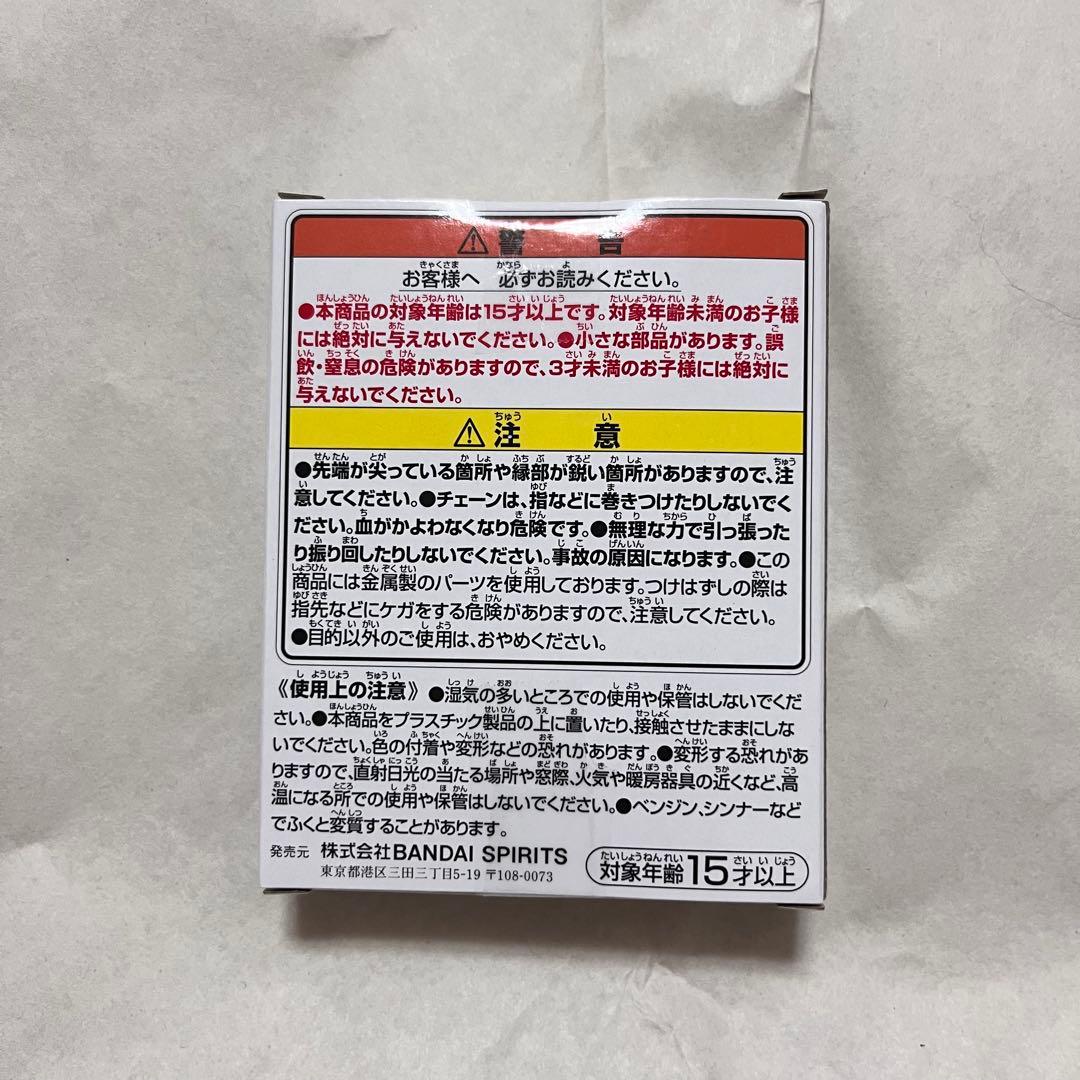 ⚠警告
お客様へ 必ずお読みください。
●本商品の対象年齢は15才以上です。対象年齢未満のお子様
には絶対に与えないでください。●小さな部品があります。誤
飲・窒息の危険がありますので、3才未満のお子様には絶対に
与えないでください。
⚠注意
●先端が尖っている箇所や縁部が鋭い箇所がありますので、注
意してください。●チェーンは、指などに巻きつけたりしないでく
ださい。血がかよわなくなり危険です。●無理な力で引っ張った
り振り回したりしないでください。事故の原因になります。●この
商品には金属製のパーツを使用しております。つけはずしの際は
指先などにケガをする危険がありますので、注意してください。
●目的以外のご使用は、おやめください。
《使用上の注意》●湿気の多いところでの使用や保管はしないでくだ
さい。●本商品をプラスチック製品の上に置いたり、接触させたままにしな
いでください。色の付着や変形などの恐れがあります。●変形する恐れがあ
りますので、直射日光の当たる場所や窓際、火気や暖房器具の近くなど、高
温になる所での使用や保管はしないでください。●ベンジン、シンナーなど
でふくと変質することがあります。
発売元 株式会社BANDAI SPIRITS
東京都港区三田三丁目5-19 〒108-0073
対象年齢15才以上